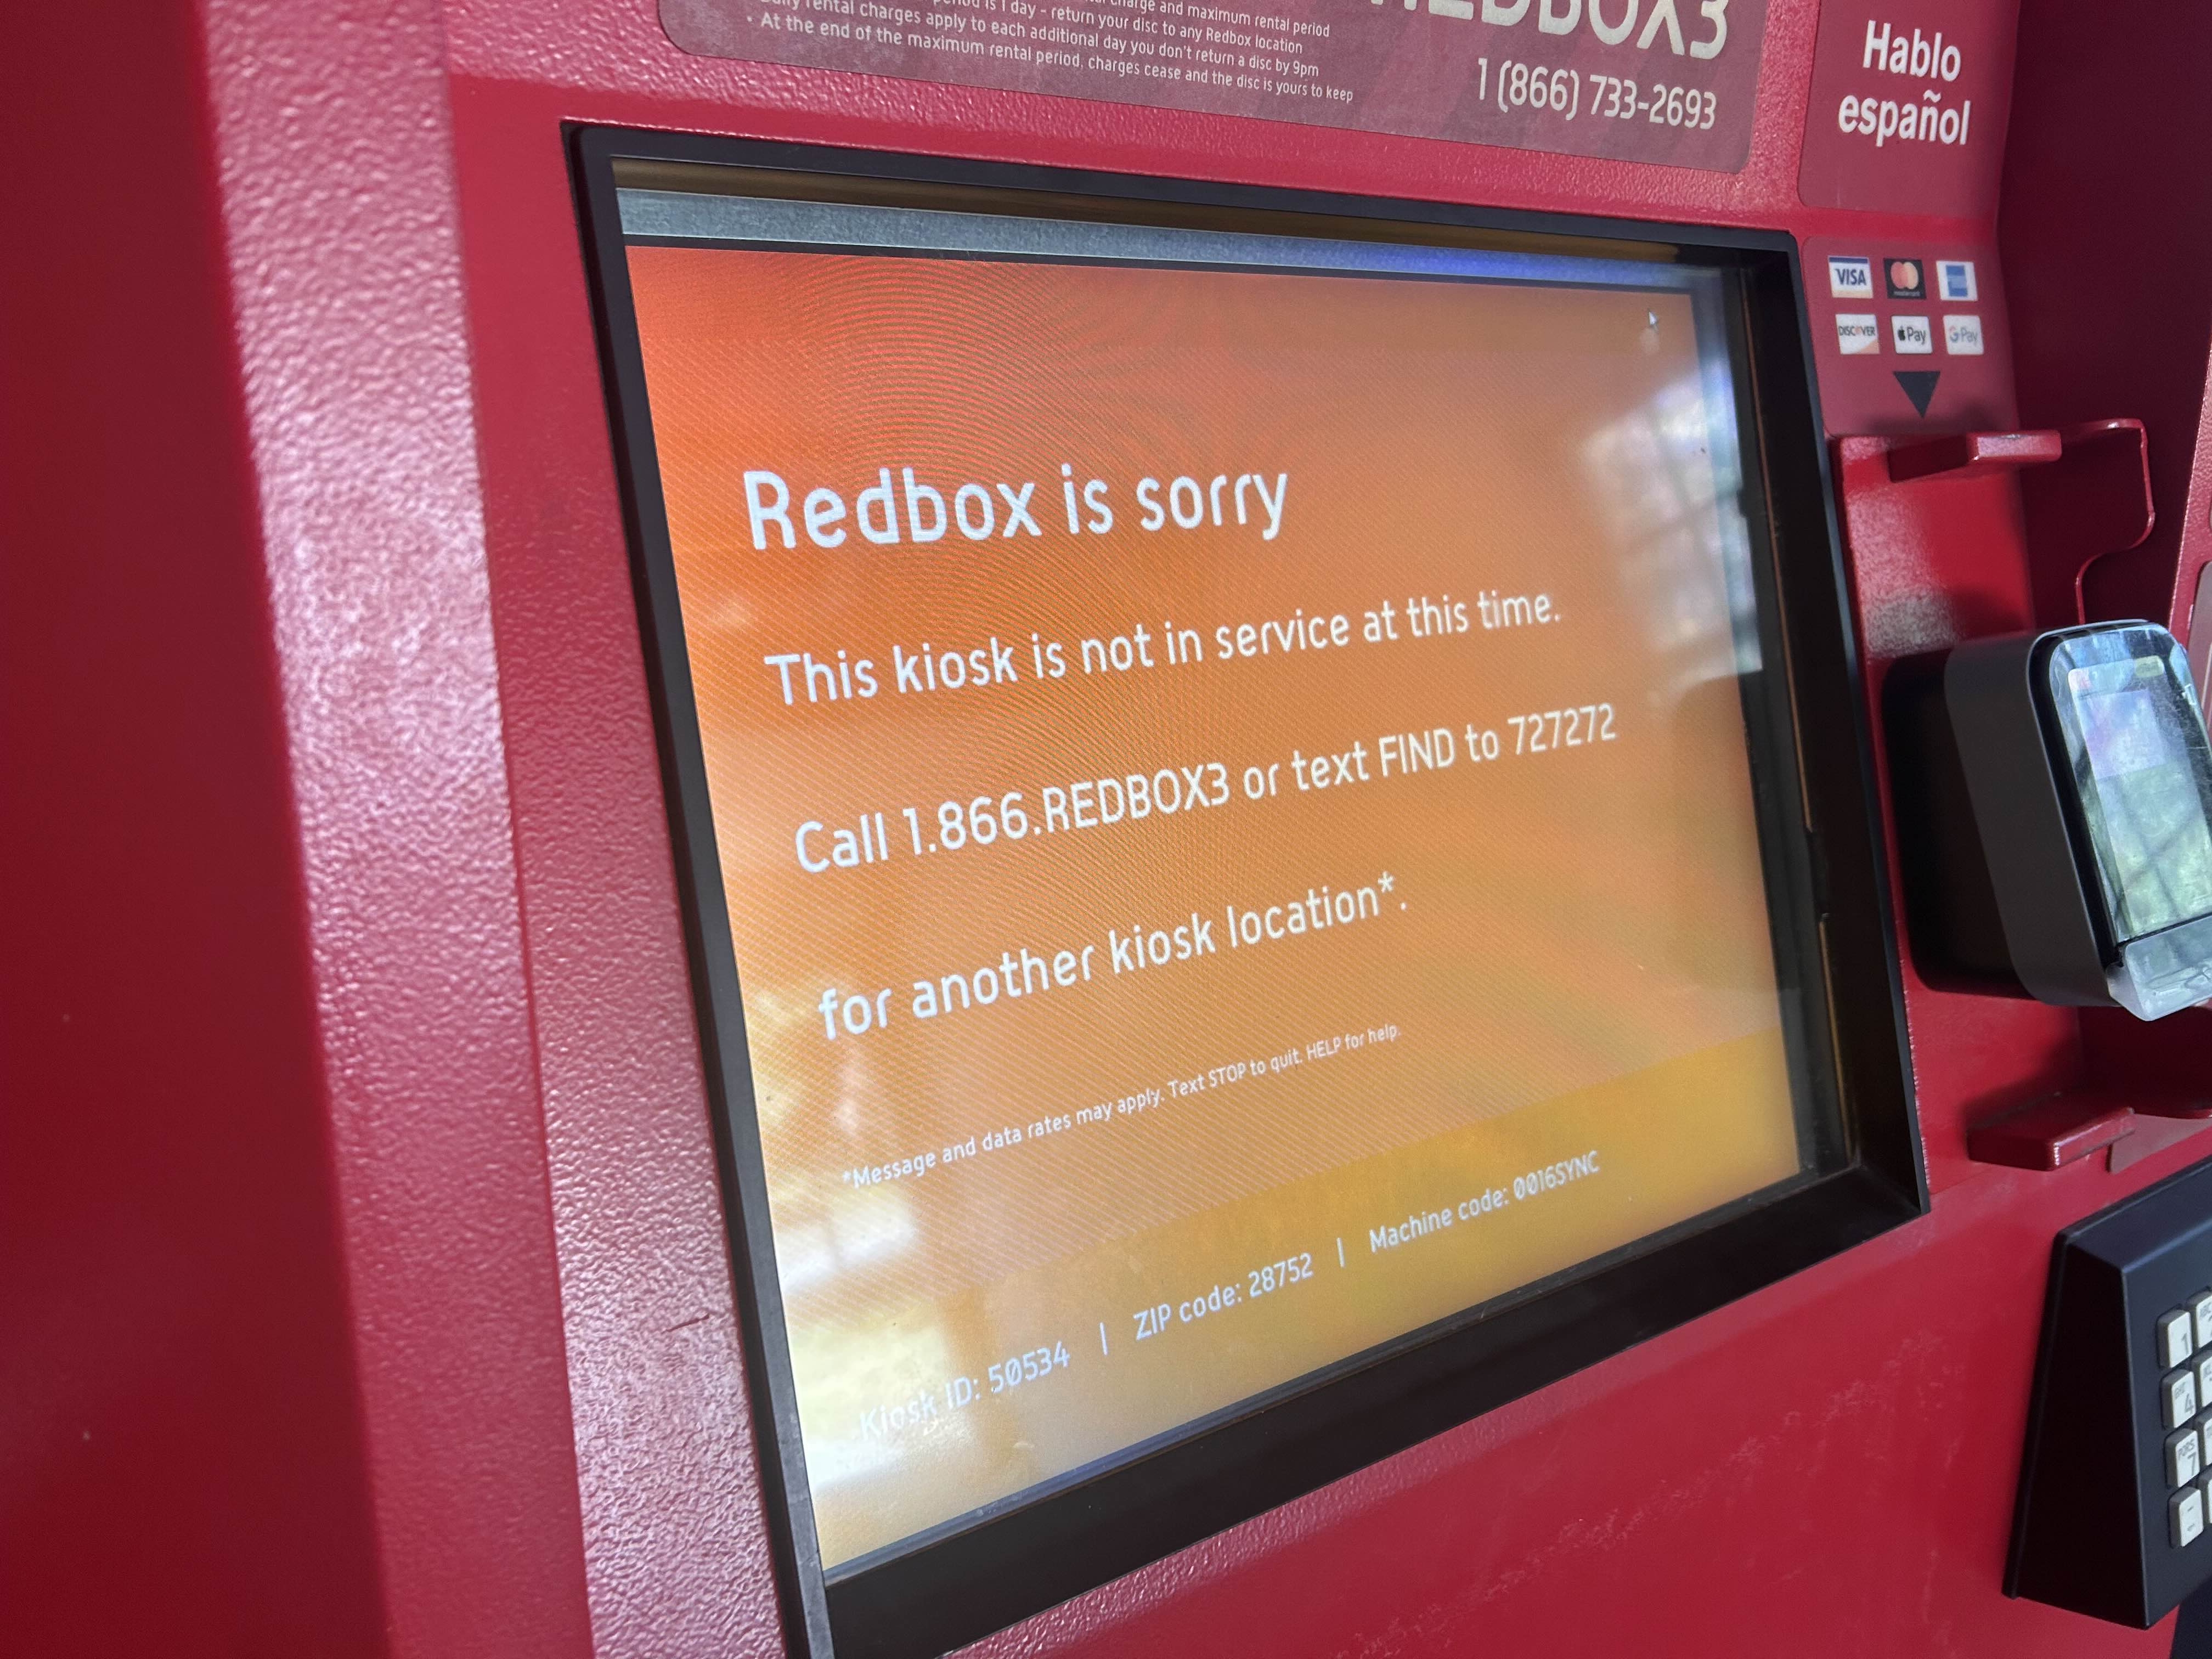 charge and maximum rental period
is 1 day - return your disc to any Redbox location
rental charges apply to each additional day you don't return a disc by 9pm
• At the end of the maximum rental period, charges cease and the disc is yours to keep
REDBOX3
1 (866) 733-2693
Hablo
español
VISA
DISCOVER
Pay
G Pay
Redbox is sorry
This kiosk is not in service at this time.
Call 1.866.REDBOX3 or text FIND to 727272
for another kiosk location*.
*Message and data rates may apply. Text STOP to quit. HELP for help.
Kiosk ID: 50534 | ZIP code: 28752 | Machine code: 0016SYNC
1
4
7